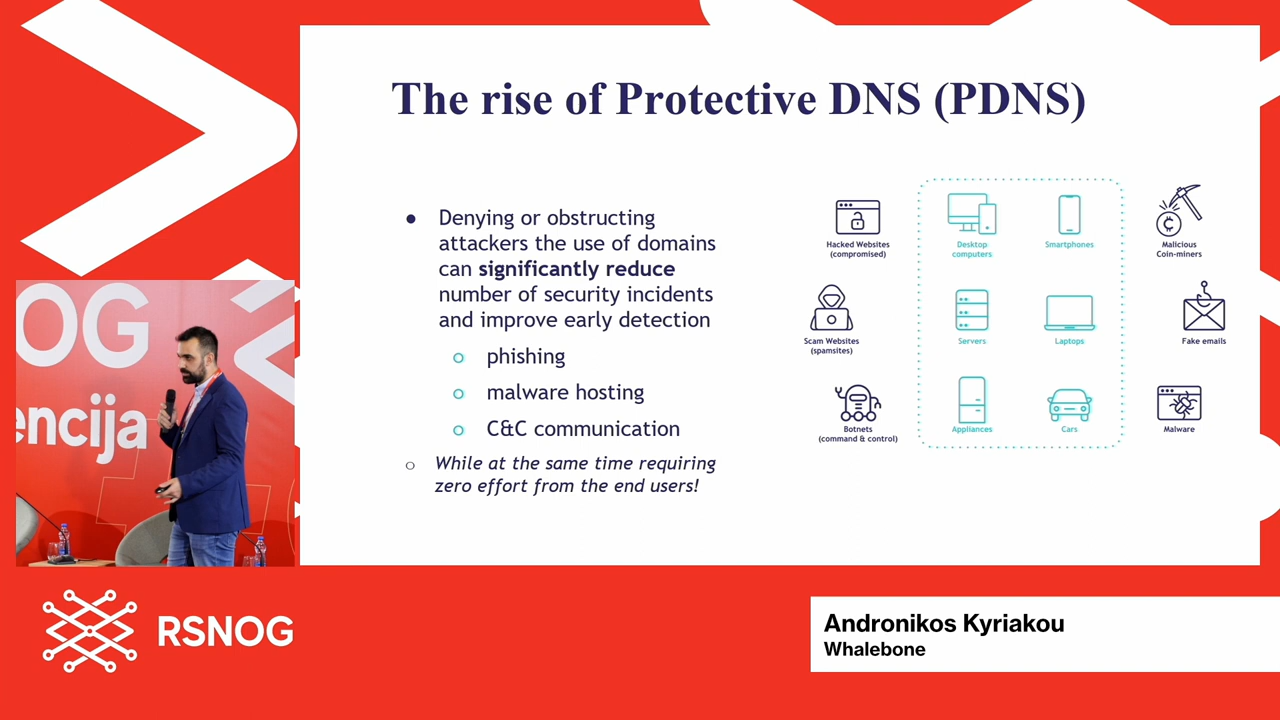 The rise of Protective DNS (PDNS)
● Denying or obstructing
attackers the use of domains
can significantly reduce
number of security incidents
and improve early detection
○ phishing
○ malware hosting
○ C&C communication
○ While at the same time requiring
zero effort from the end users!
Hacked Websites
(compromised)
Desktop
computers
Smartphones
Malicious
Coin-miners
Scam Websites
(spamsites)
Servers
Laptops
Fake emails
Botnets
(command & control)
Appliances
Cars
Malware
OG
encija
RSNOG
Andronikos Kyriakou
Whalebone